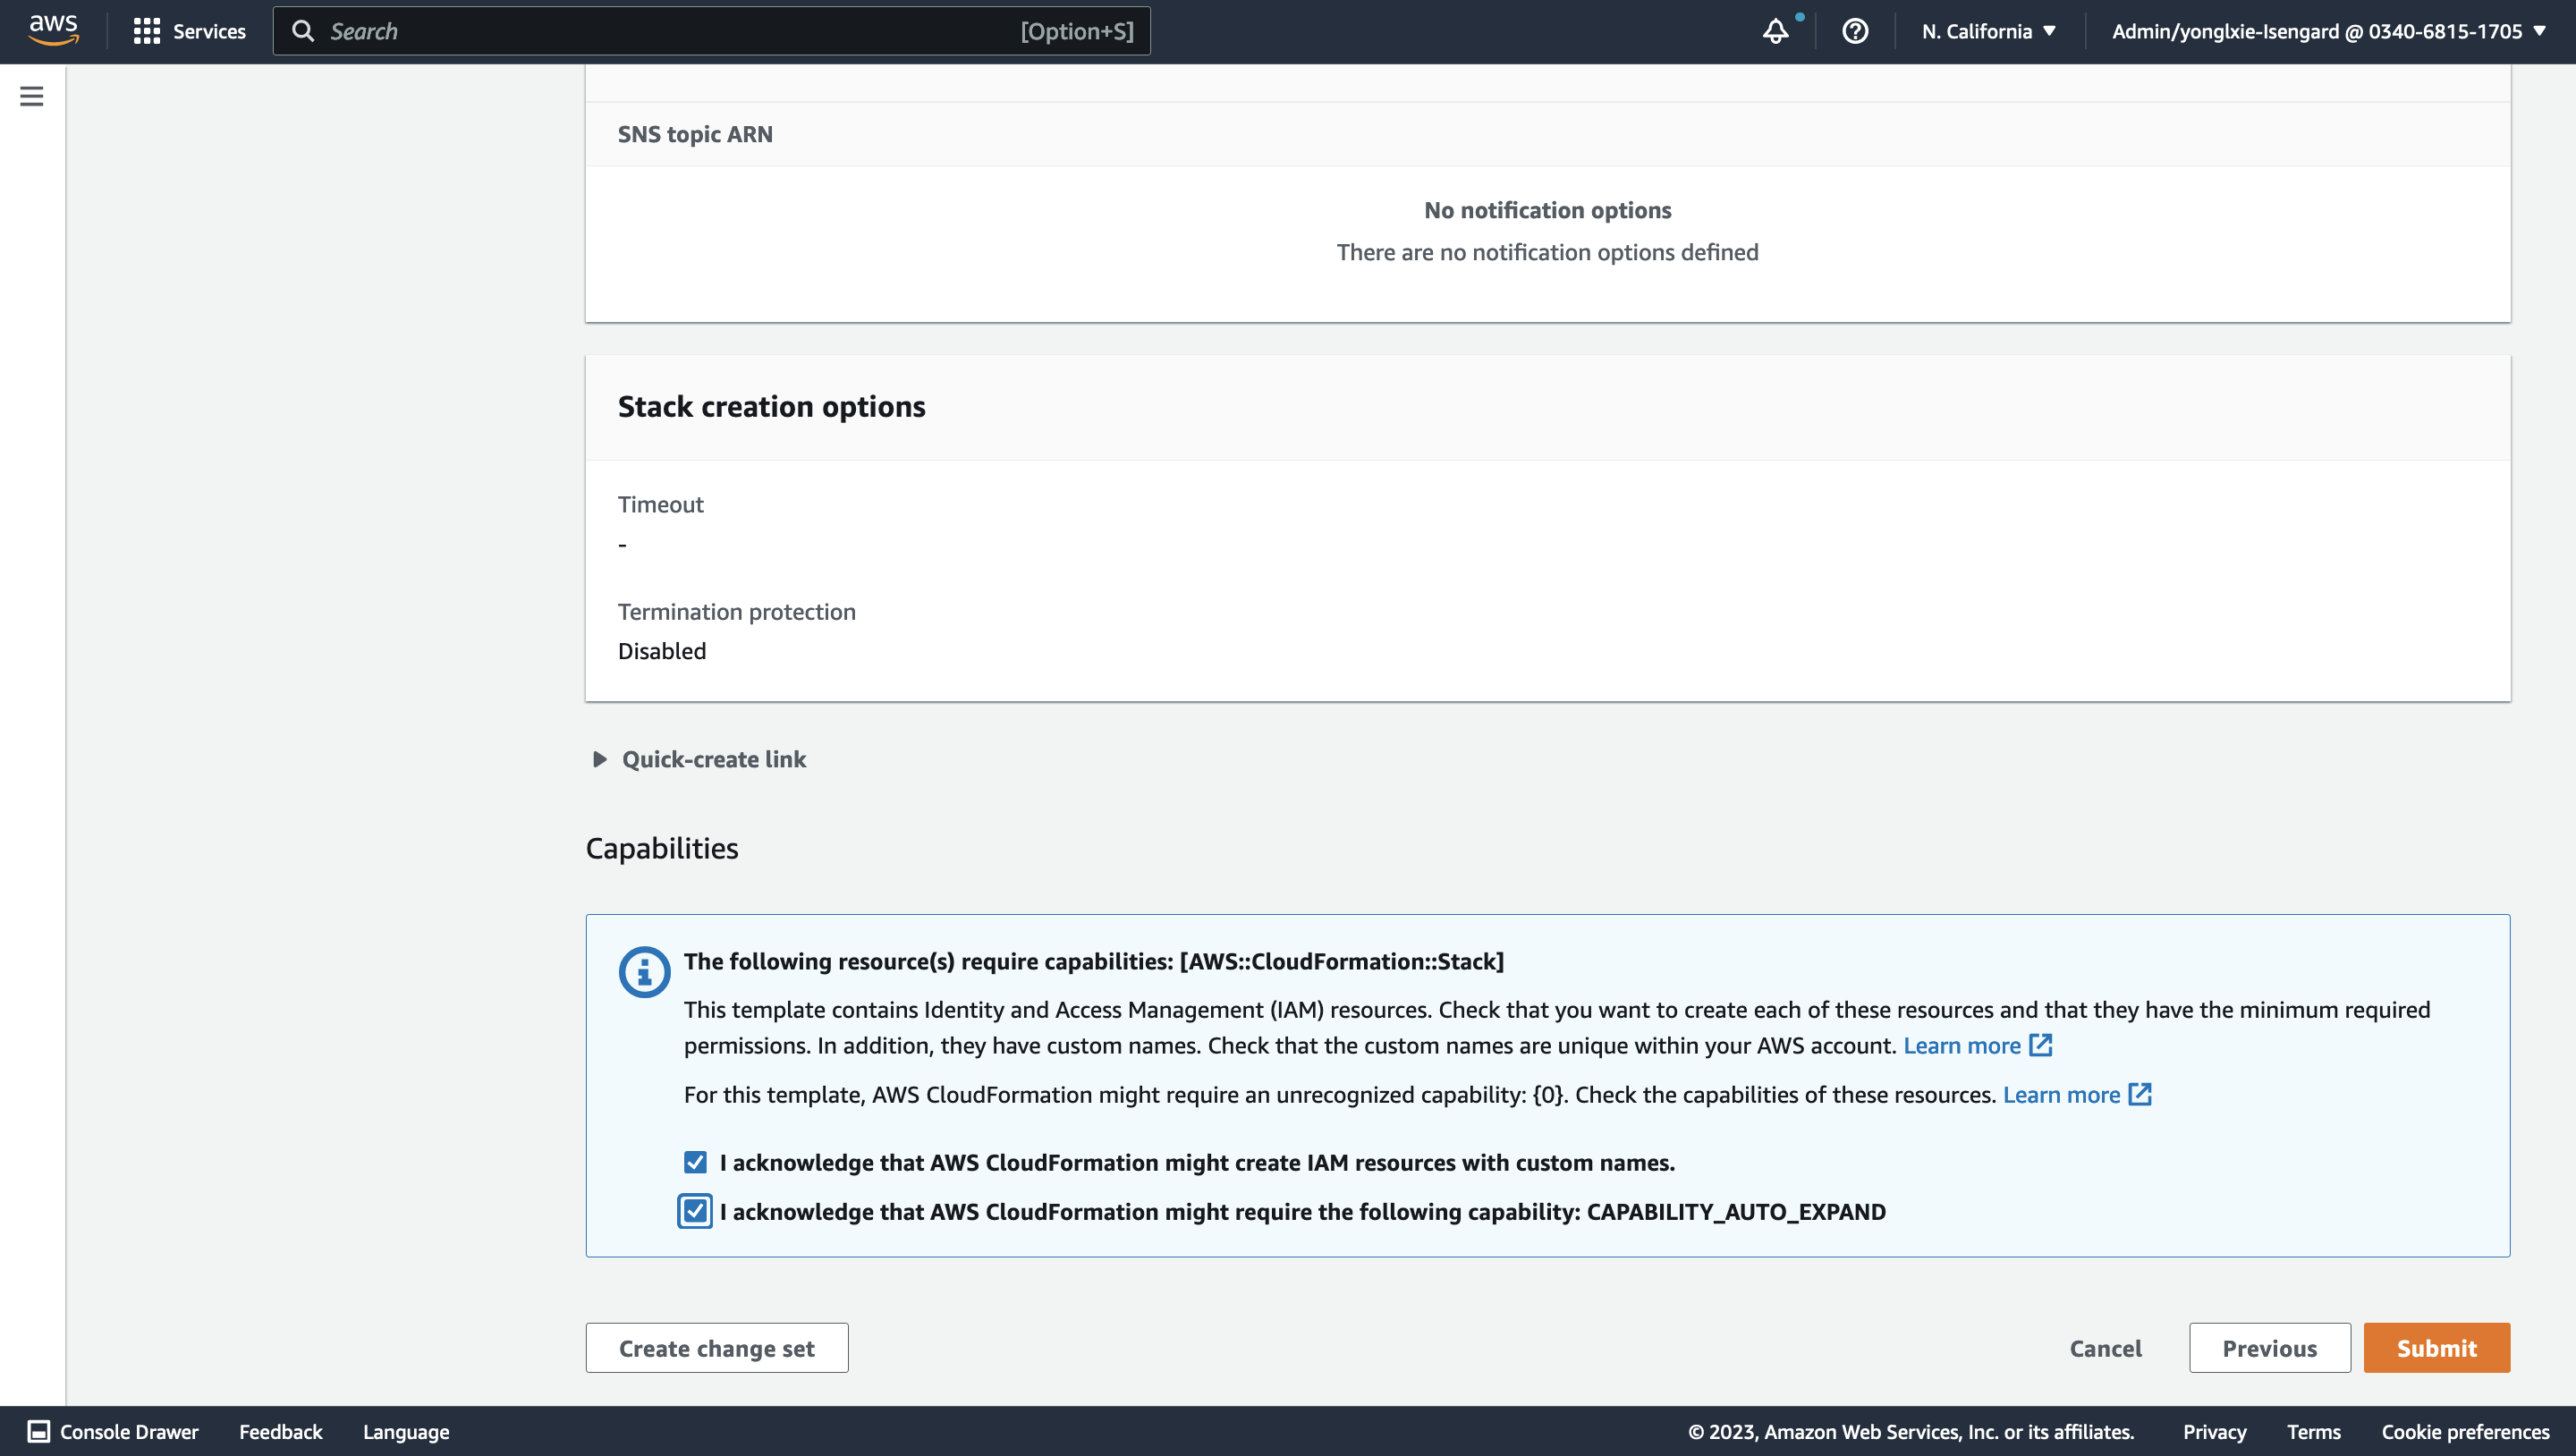 aws
Services
Search
[Option+S]
N. California
Admin/yonglxie-Isengard @ 0340-6815-1705
SNS topic ARN
No notification options
There are no notification options defined
Stack creation options
Timeout
-
Termination protection
Disabled
Quick-create link
Capabilities
The following resource(s) require capabilities: [AWS::CloudFormation::Stack]
This template contains Identity and Access Management (IAM) resources. Check that you want to create each of these resources and that they have the minimum required
permissions. In addition, they have custom names. Check that the custom names are unique within your AWS account. Learn more
For this template, AWS CloudFormation might require an unrecognized capability: {0}. Check the capabilities of these resources. Learn more
I acknowledge that AWS CloudFormation might create IAM resources with custom names.
I acknowledge that AWS CloudFormation might require the following capability: CAPABILITY_AUTO_EXPAND
Create change set
Cancel
Previous
Submit
Console Drawer
Feedback
Language
© 2023, Amazon Web Services, Inc. or its affiliates.
Privacy
Terms
Cookie preferences